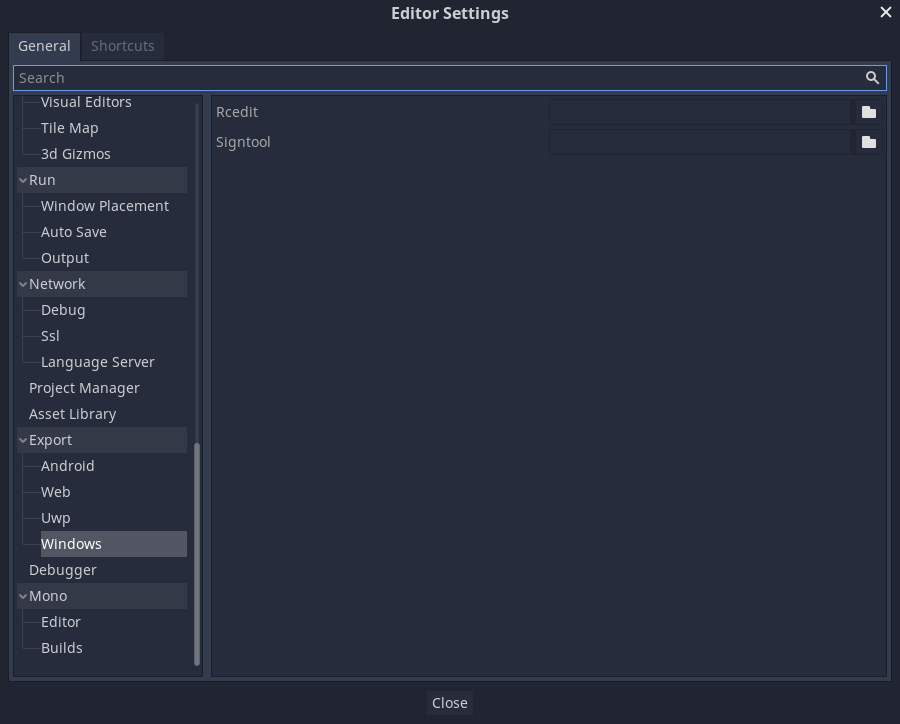 Editor Settings
General
Shortcuts
Search
Visual Editors
Tile Map
3d Gizmos
Run
Window Placement
Auto Save
Output
Network
Debug
Ssl
Language Server
Project Manager
Asset Library
Export
Android
Web
Uwp
Windows
Debugger
Mono
Editor
Builds
Rcedit
Signtool
Close